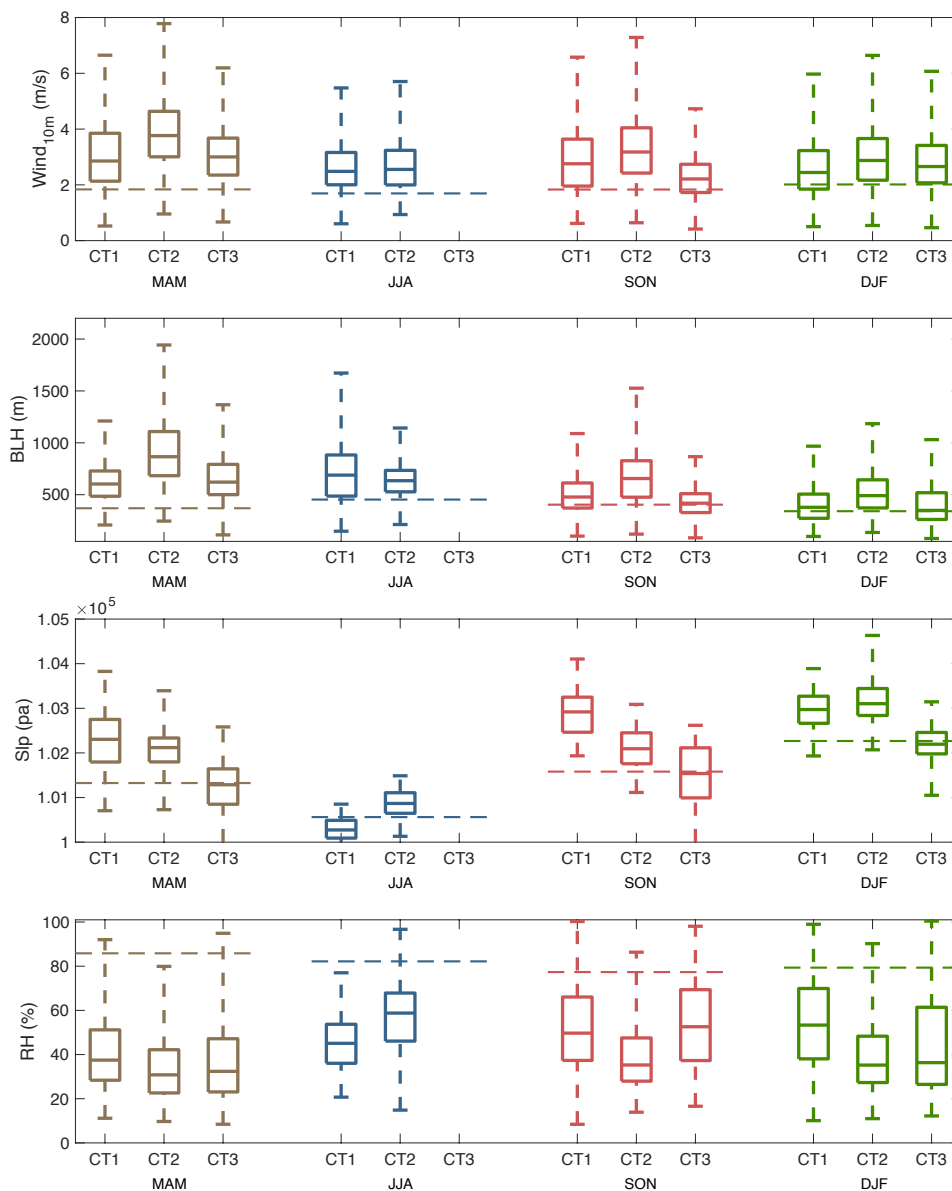 8
6
4
2
0
Wind10m (m/s)
CT1 CT2 CT3 CT1 CT2 CT3 CT1 CT2 CT3 CT1 CT2 CT3
MAM JJA SON DJF
2000
1500
1000
500
BLH (m)
CT1 CT2 CT3 CT1 CT2 CT3 CT1 CT2 CT3 CT1 CT2 CT3
MAM JJA SON DJF
×10^5
1.05
1.04
1.03
1.02
1.01
1
Slp (pa)
CT1 CT2 CT3 CT1 CT2 CT3 CT1 CT2 CT3 CT1 CT2 CT3
MAM JJA SON DJF
100
80
60
40
20
0
RH (%)
CT1 CT2 CT3 CT1 CT2 CT3 CT1 CT2 CT3 CT1 CT2 CT3
MAM JJA SON DJF